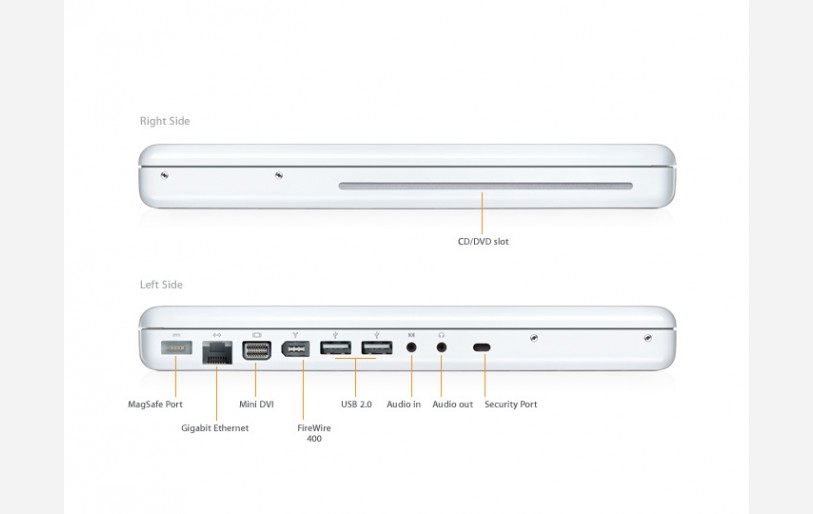 Right Side
CD/DVD slot
Left Side
MagSafe Port
Gigabit Ethernet
Mini DVI
FireWire
400
USB 2.0
Audio in
Audio out
Security Port